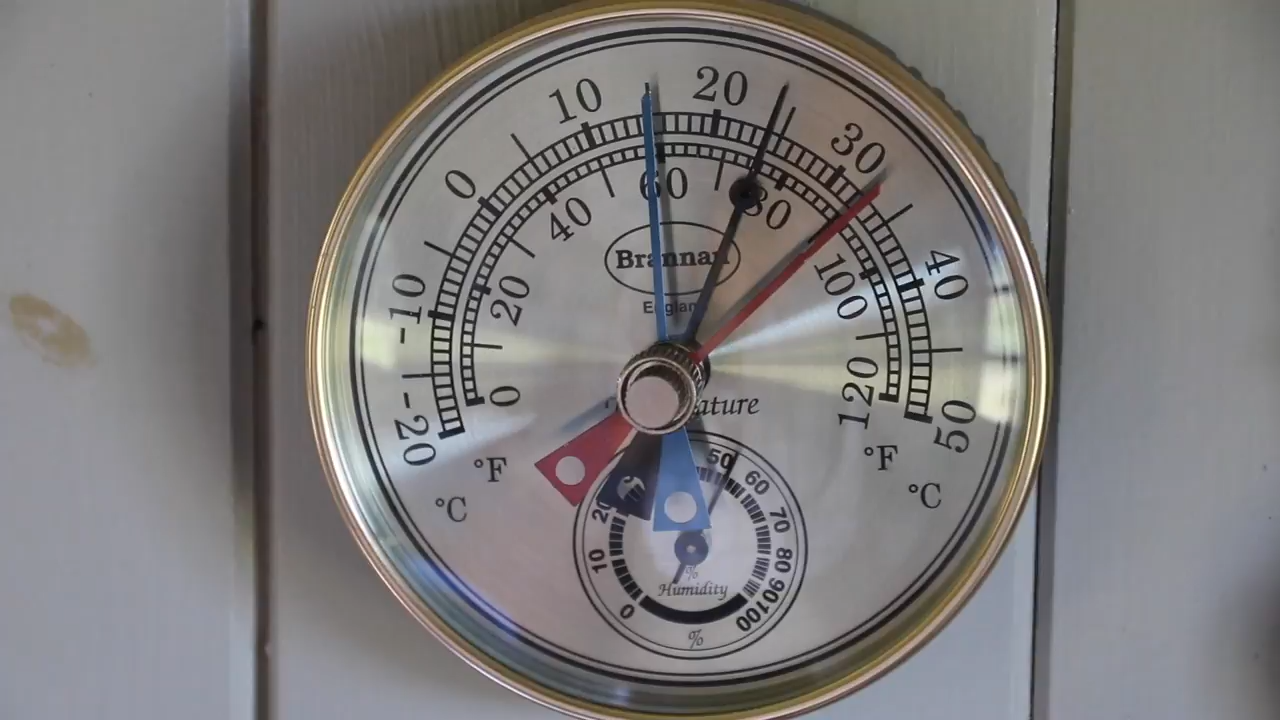 -20 -10 0 10 20 30 40 50
0 20 40 60 80 100 120
Brannan
England
°F °F
°C °C
0 10 20 50 60 70 80 90 100
%
Humidity
%